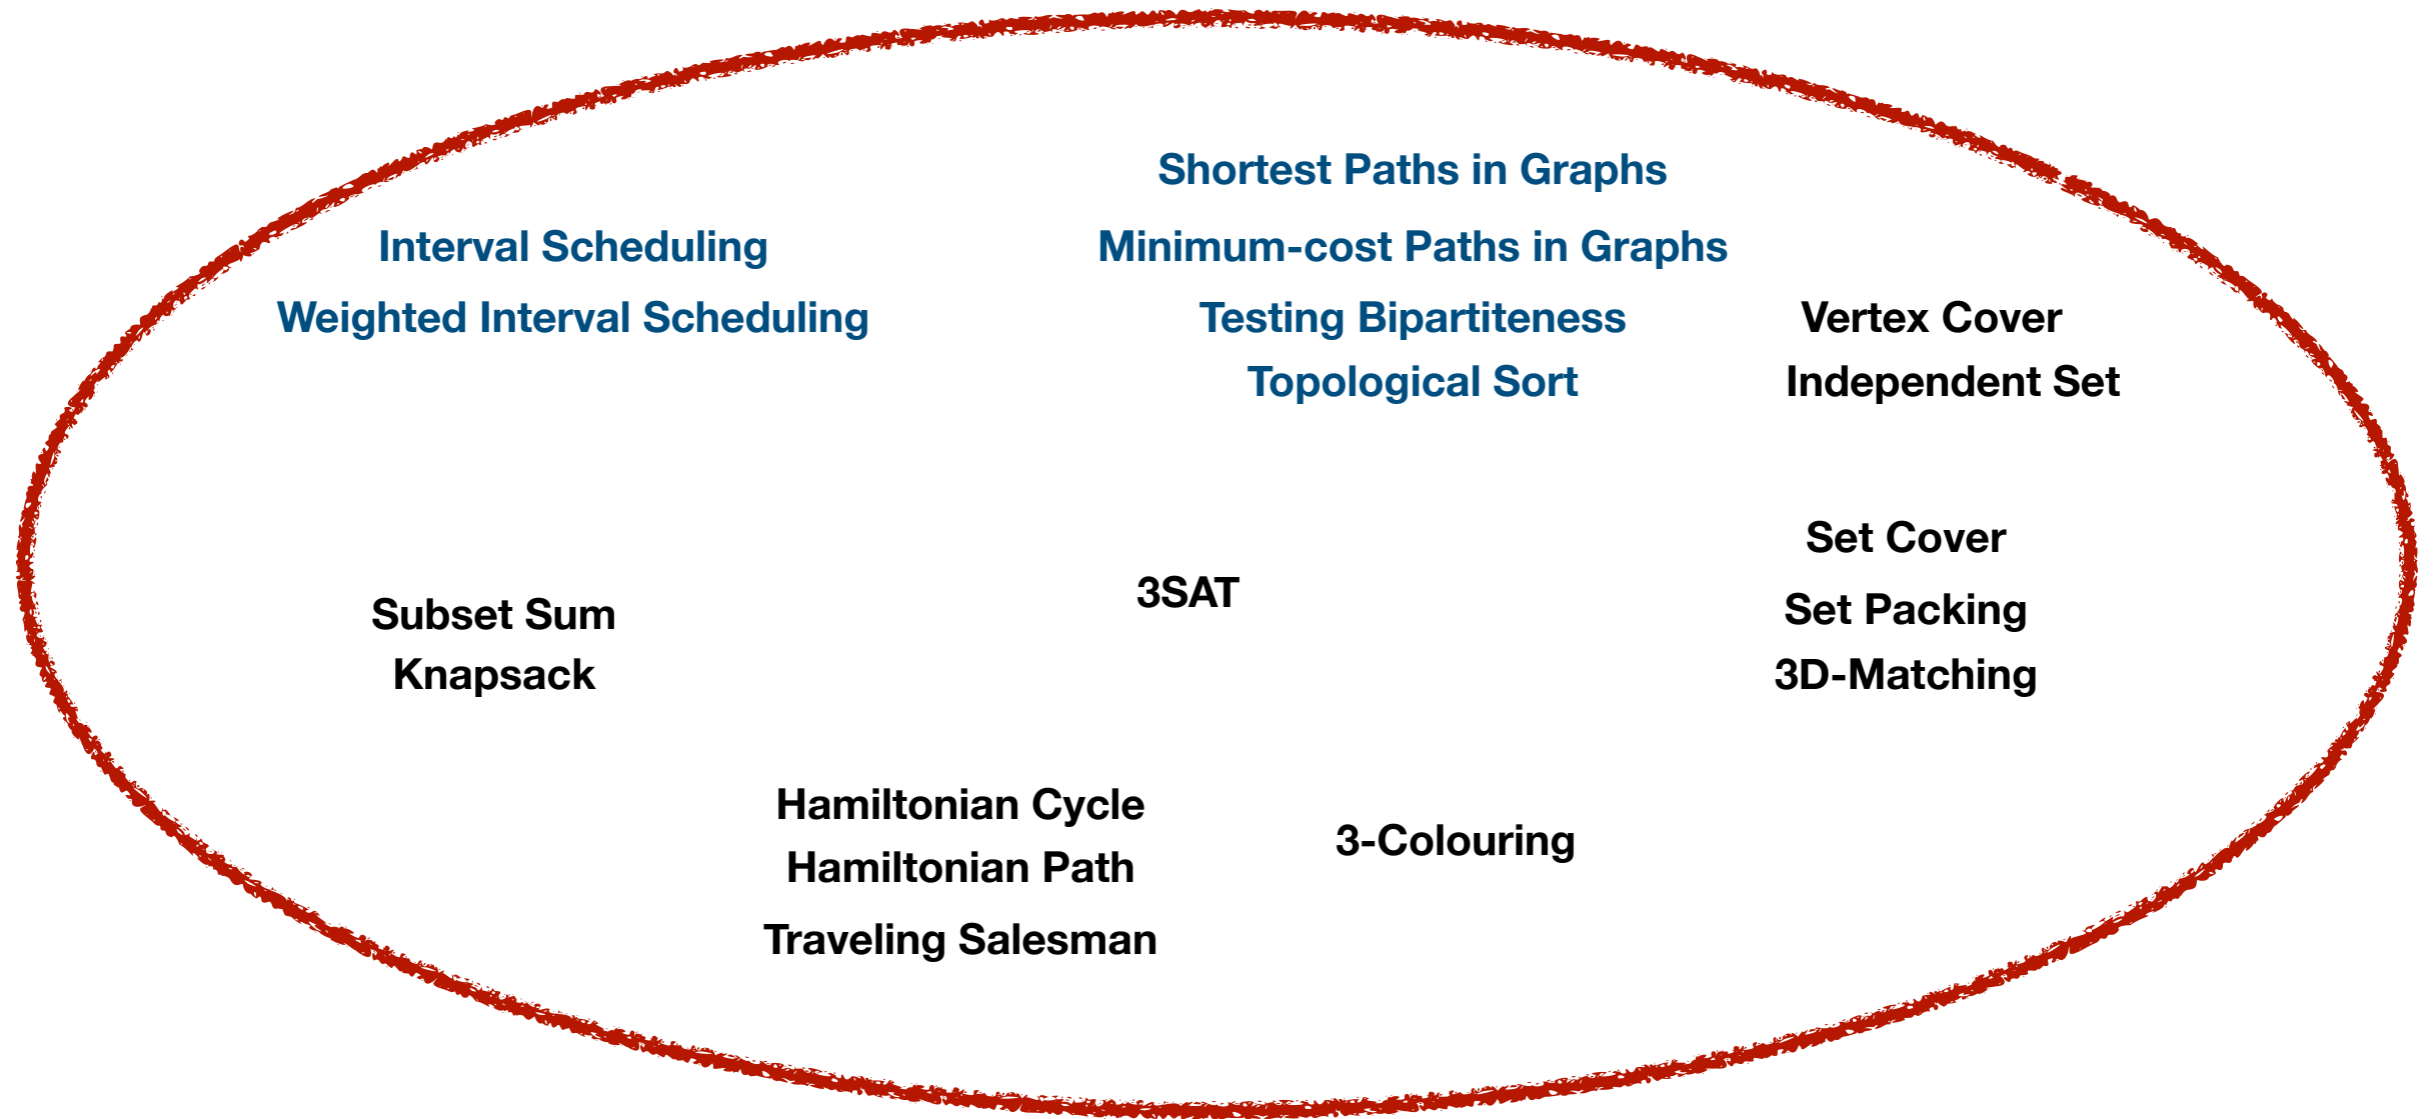 Shortest Paths in Graphs
Interval Scheduling
Minimum-cost Paths in Graphs
Weighted Interval Scheduling
Testing Bipartiteness
Vertex Cover
Topological Sort
Independent Set
Set Cover
3SAT
Subset Sum
Set Packing
Knapsack
3D-Matching
Hamiltonian Cycle
3-Colouring
Hamiltonian Path
Traveling Salesman